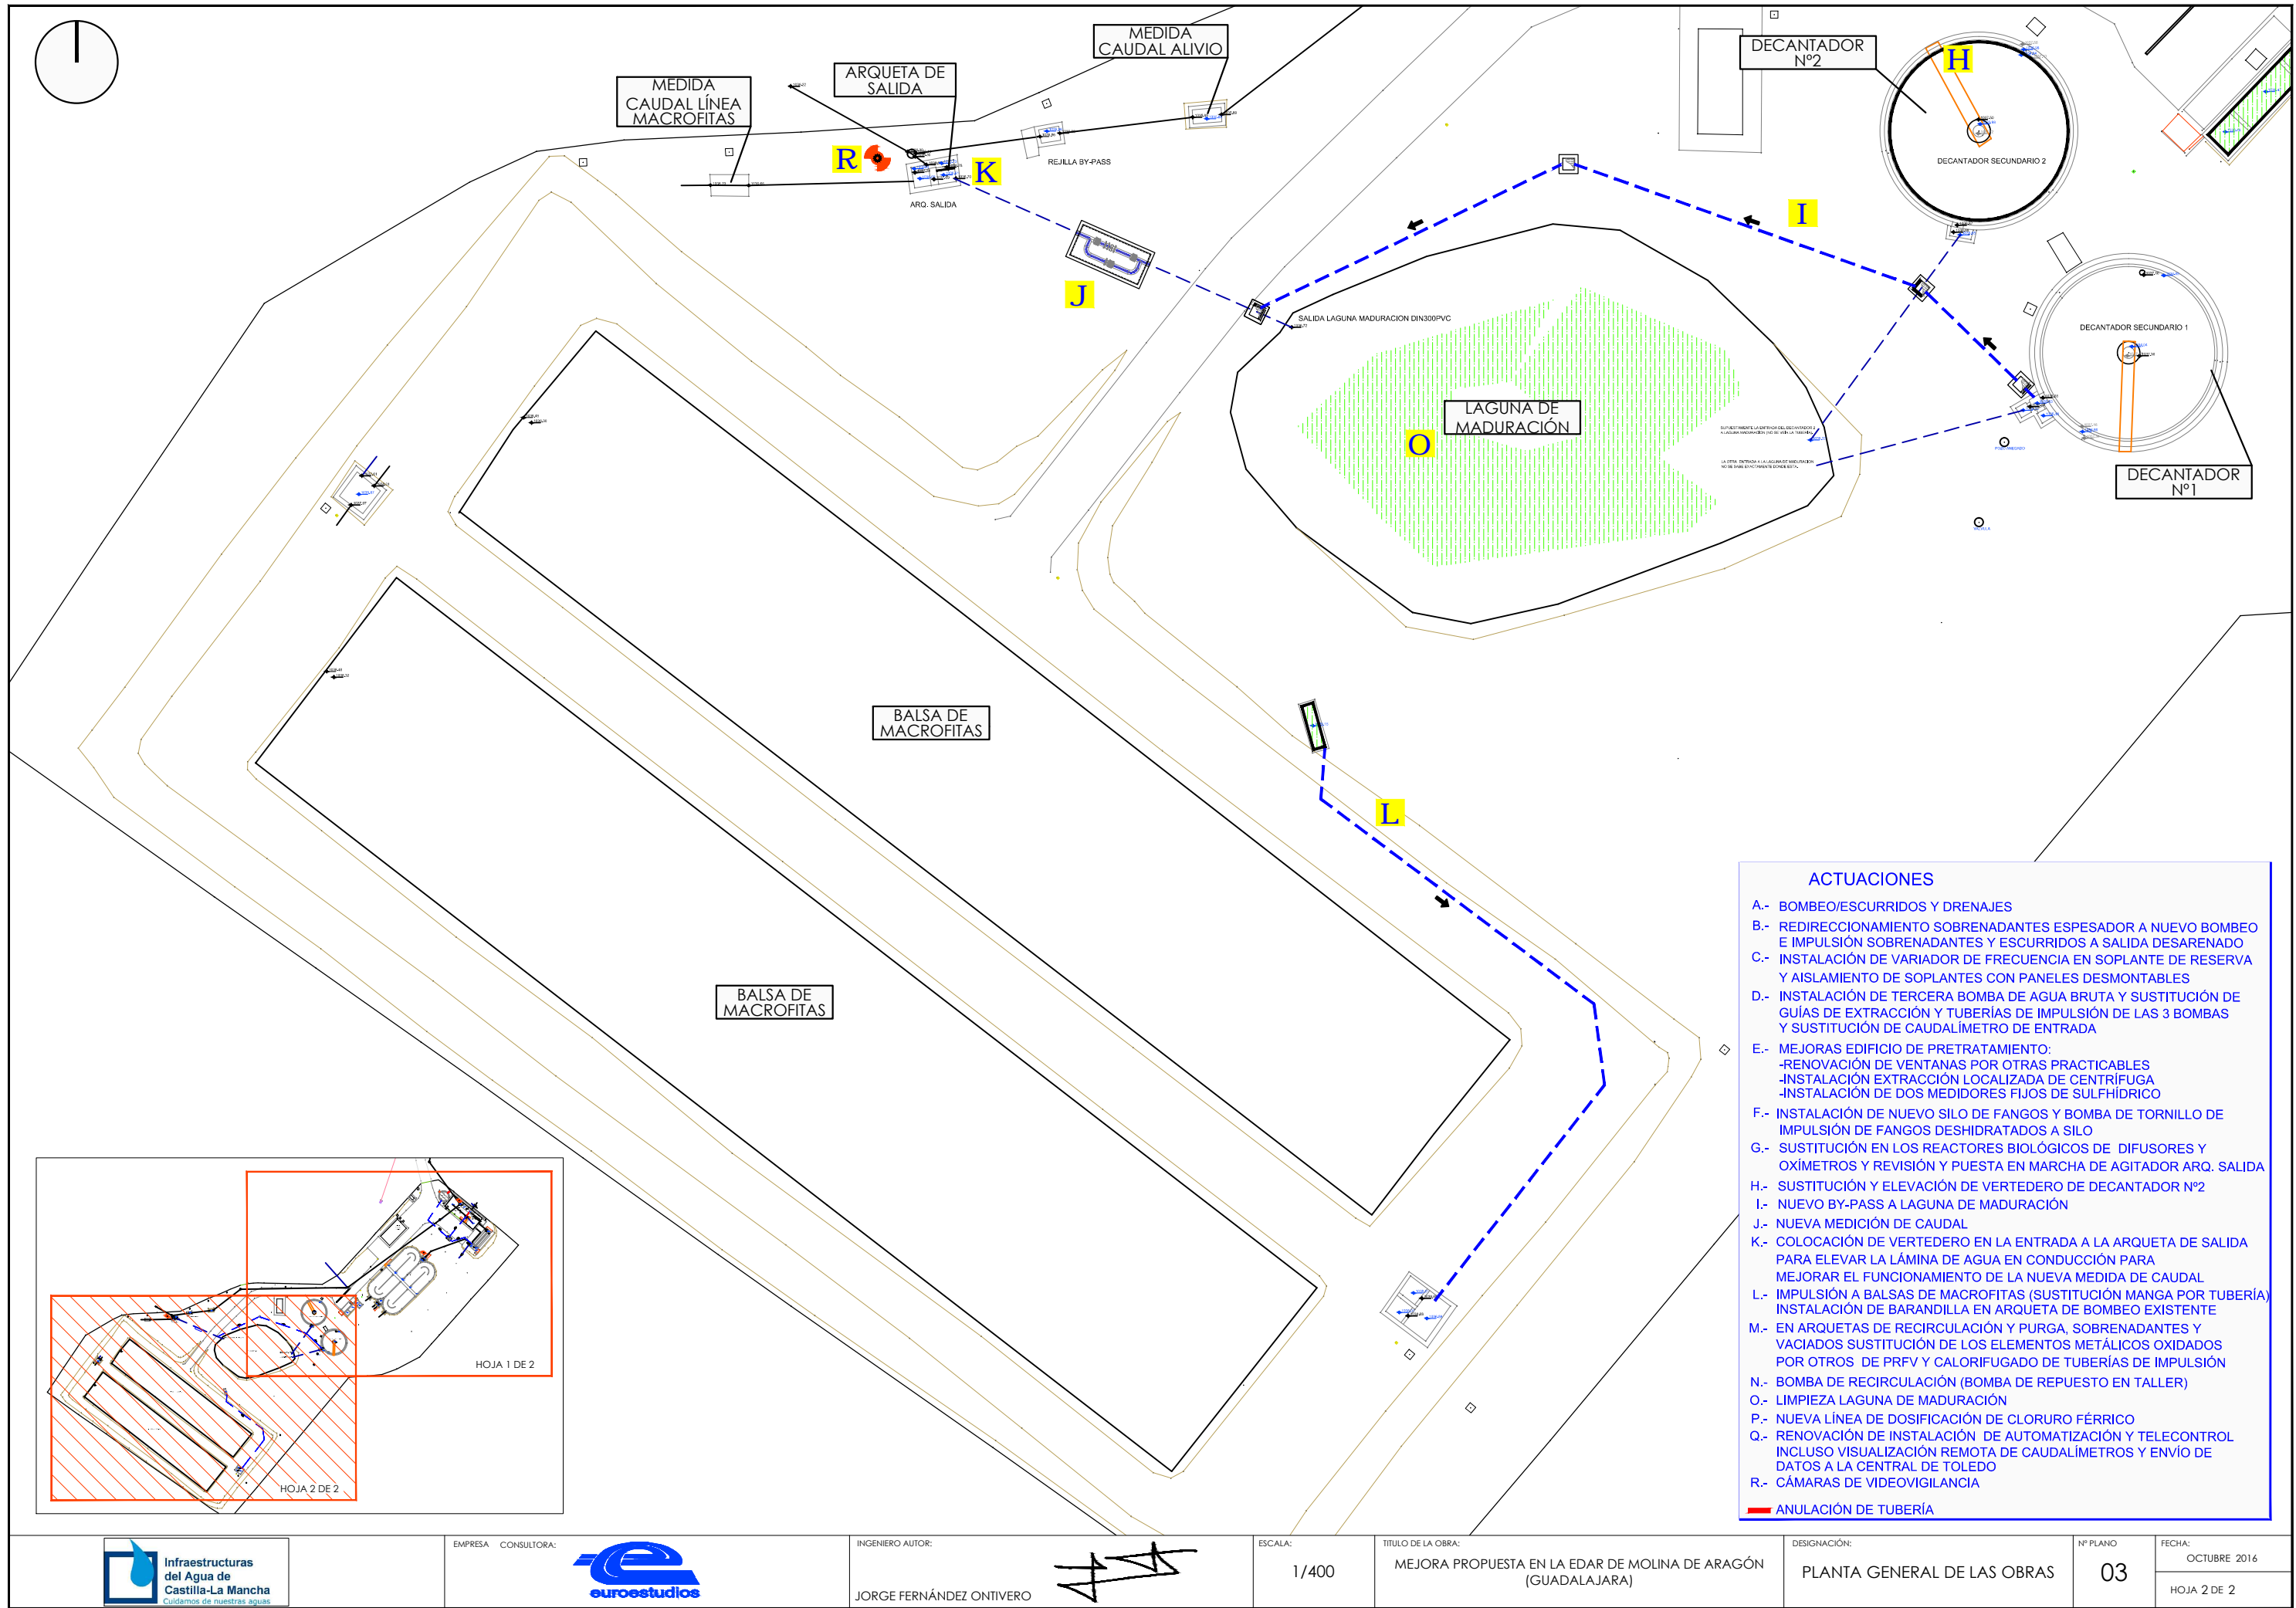 MEDIDA
CAUDAL ALIVIO
ARQUETA DE
SALIDA
MEDIDA
CAUDAL LÍNEA
MACROFITAS
DECANTADOR
Nº2
H
R
K
REJILLA BY-PASS
ARQ. SALIDA
DECANTADOR SECUNDARIO 2
I
J
SALIDA LAGUNA MADURACION DIN300PVC
DECANTADOR SECUNDARIO 1
LAGUNA DE
MADURACIÓN
O
DECANTADOR
Nº1
BALSA DE
MACROFITAS
L
BALSA DE
MACROFITAS
ACTUACIONES
A.- BOMBEO/ESCURRIDOS Y DRENAJES
B.- REDIRECCIONAMIENTO SOBRENADANTES ESPESADOR A NUEVO BOMBEO
E IMPULSIÓN SOBRENADANTES Y ESCURRIDOS A SALIDA DESARENADO
C.- INSTALACIÓN DE VARIADOR DE FRECUENCIA EN SOPLANTE DE RESERVA
Y AISLAMIENTO DE SOPLANTES CON PANELES DESMONTABLES
D.- INSTALACIÓN DE TERCERA BOMBA DE AGUA BRUTA Y SUSTITUCIÓN DE
GUÍAS DE EXTRACCIÓN Y TUBERÍAS DE IMPULSIÓN DE LAS 3 BOMBAS
Y SUSTITUCIÓN DE CAUDALÍMETRO DE ENTRADA
E.- MEJORAS EDIFICIO DE PRETRATAMIENTO:
-RENOVACIÓN DE VENTANAS POR OTRAS PRACTICABLES
-INSTALACIÓN EXTRACCIÓN LOCALIZADA DE CENTRÍFUGA
-INSTALACIÓN DE DOS MEDIDORES FIJOS DE SULFHÍDRICO
F.- INSTALACIÓN DE NUEVO SILO DE FANGOS Y BOMBA DE TORNILLO DE
IMPULSIÓN DE FANGOS DESHIDRATADOS A SILO
G.- SUSTITUCIÓN EN LOS REACTORES BIOLÓGICOS DE DIFUSORES Y
OXÍMETROS Y REVISIÓN Y PUESTA EN MARCHA DE AGITADOR ARQ. SALIDA
H.- SUSTITUCIÓN Y ELEVACIÓN DE VERTEDERO DE DECANTADOR Nº2
I.- NUEVO BY-PASS A LAGUNA DE MADURACIÓN
J.- NUEVA MEDICIÓN DE CAUDAL
K.- COLOCACIÓN DE VERTEDERO EN LA ENTRADA A LA ARQUETA DE SALIDA
PARA ELEVAR LA LÁMINA DE AGUA EN CONDUCCIÓN PARA
MEJORAR EL FUNCIONAMIENTO DE LA NUEVA MEDIDA DE CAUDAL
L.- IMPULSIÓN A BALSAS DE MACROFITAS (SUSTITUCIÓN MANGA POR TUBERÍA)
INSTALACIÓN DE BARANDILLA EN ARQUETA DE BOMBEO EXISTENTE
M.- EN ARQUETAS DE RECIRCULACIÓN Y PURGA, SOBRENADANTES Y
VACIADOS SUSTITUCIÓN DE LOS ELEMENTOS METÁLICOS OXIDADOS
POR OTROS DE PRFV Y CALORIFUGADO DE TUBERÍAS DE IMPULSIÓN
N.- BOMBA DE RECIRCULACIÓN (BOMBA DE REPUESTO EN TALLER)
O.- LIMPIEZA LAGUNA DE MADURACIÓN
P.- NUEVA LÍNEA DE DOSIFICACIÓN DE CLORURO FÉRRICO
Q.- RENOVACIÓN DE INSTALACIÓN DE AUTOMATIZACIÓN Y TELECONTROL
INCLUSO VISUALIZACIÓN REMOTA DE CAUDALÍMETROS Y ENVÍO DE
DATOS A LA CENTRAL DE TOLEDO
R.- CÁMARAS DE VIDEOVIGILANCIA
ANULACIÓN DE TUBERÍA
HOJA 1 DE 2
HOJA 2 DE 2
Infraestructuras
del Agua de
Castilla-La Mancha
Cuidamos de nuestras aguas
EMPRESA CONSULTORA:
euroestudios
INGENIERO AUTOR:
JORGE FERNÁNDEZ ONTIVERO
ESCALA:
1/400
TITULO DE LA OBRA:
MEJORA PROPUESTA EN LA EDAR DE MOLINA DE ARAGÓN
(GUADALAJARA)
DESIGNACIÓN:
PLANTA GENERAL DE LAS OBRAS
Nº PLANO
03
FECHA:
OCTUBRE 2016
HOJA 2 DE 2